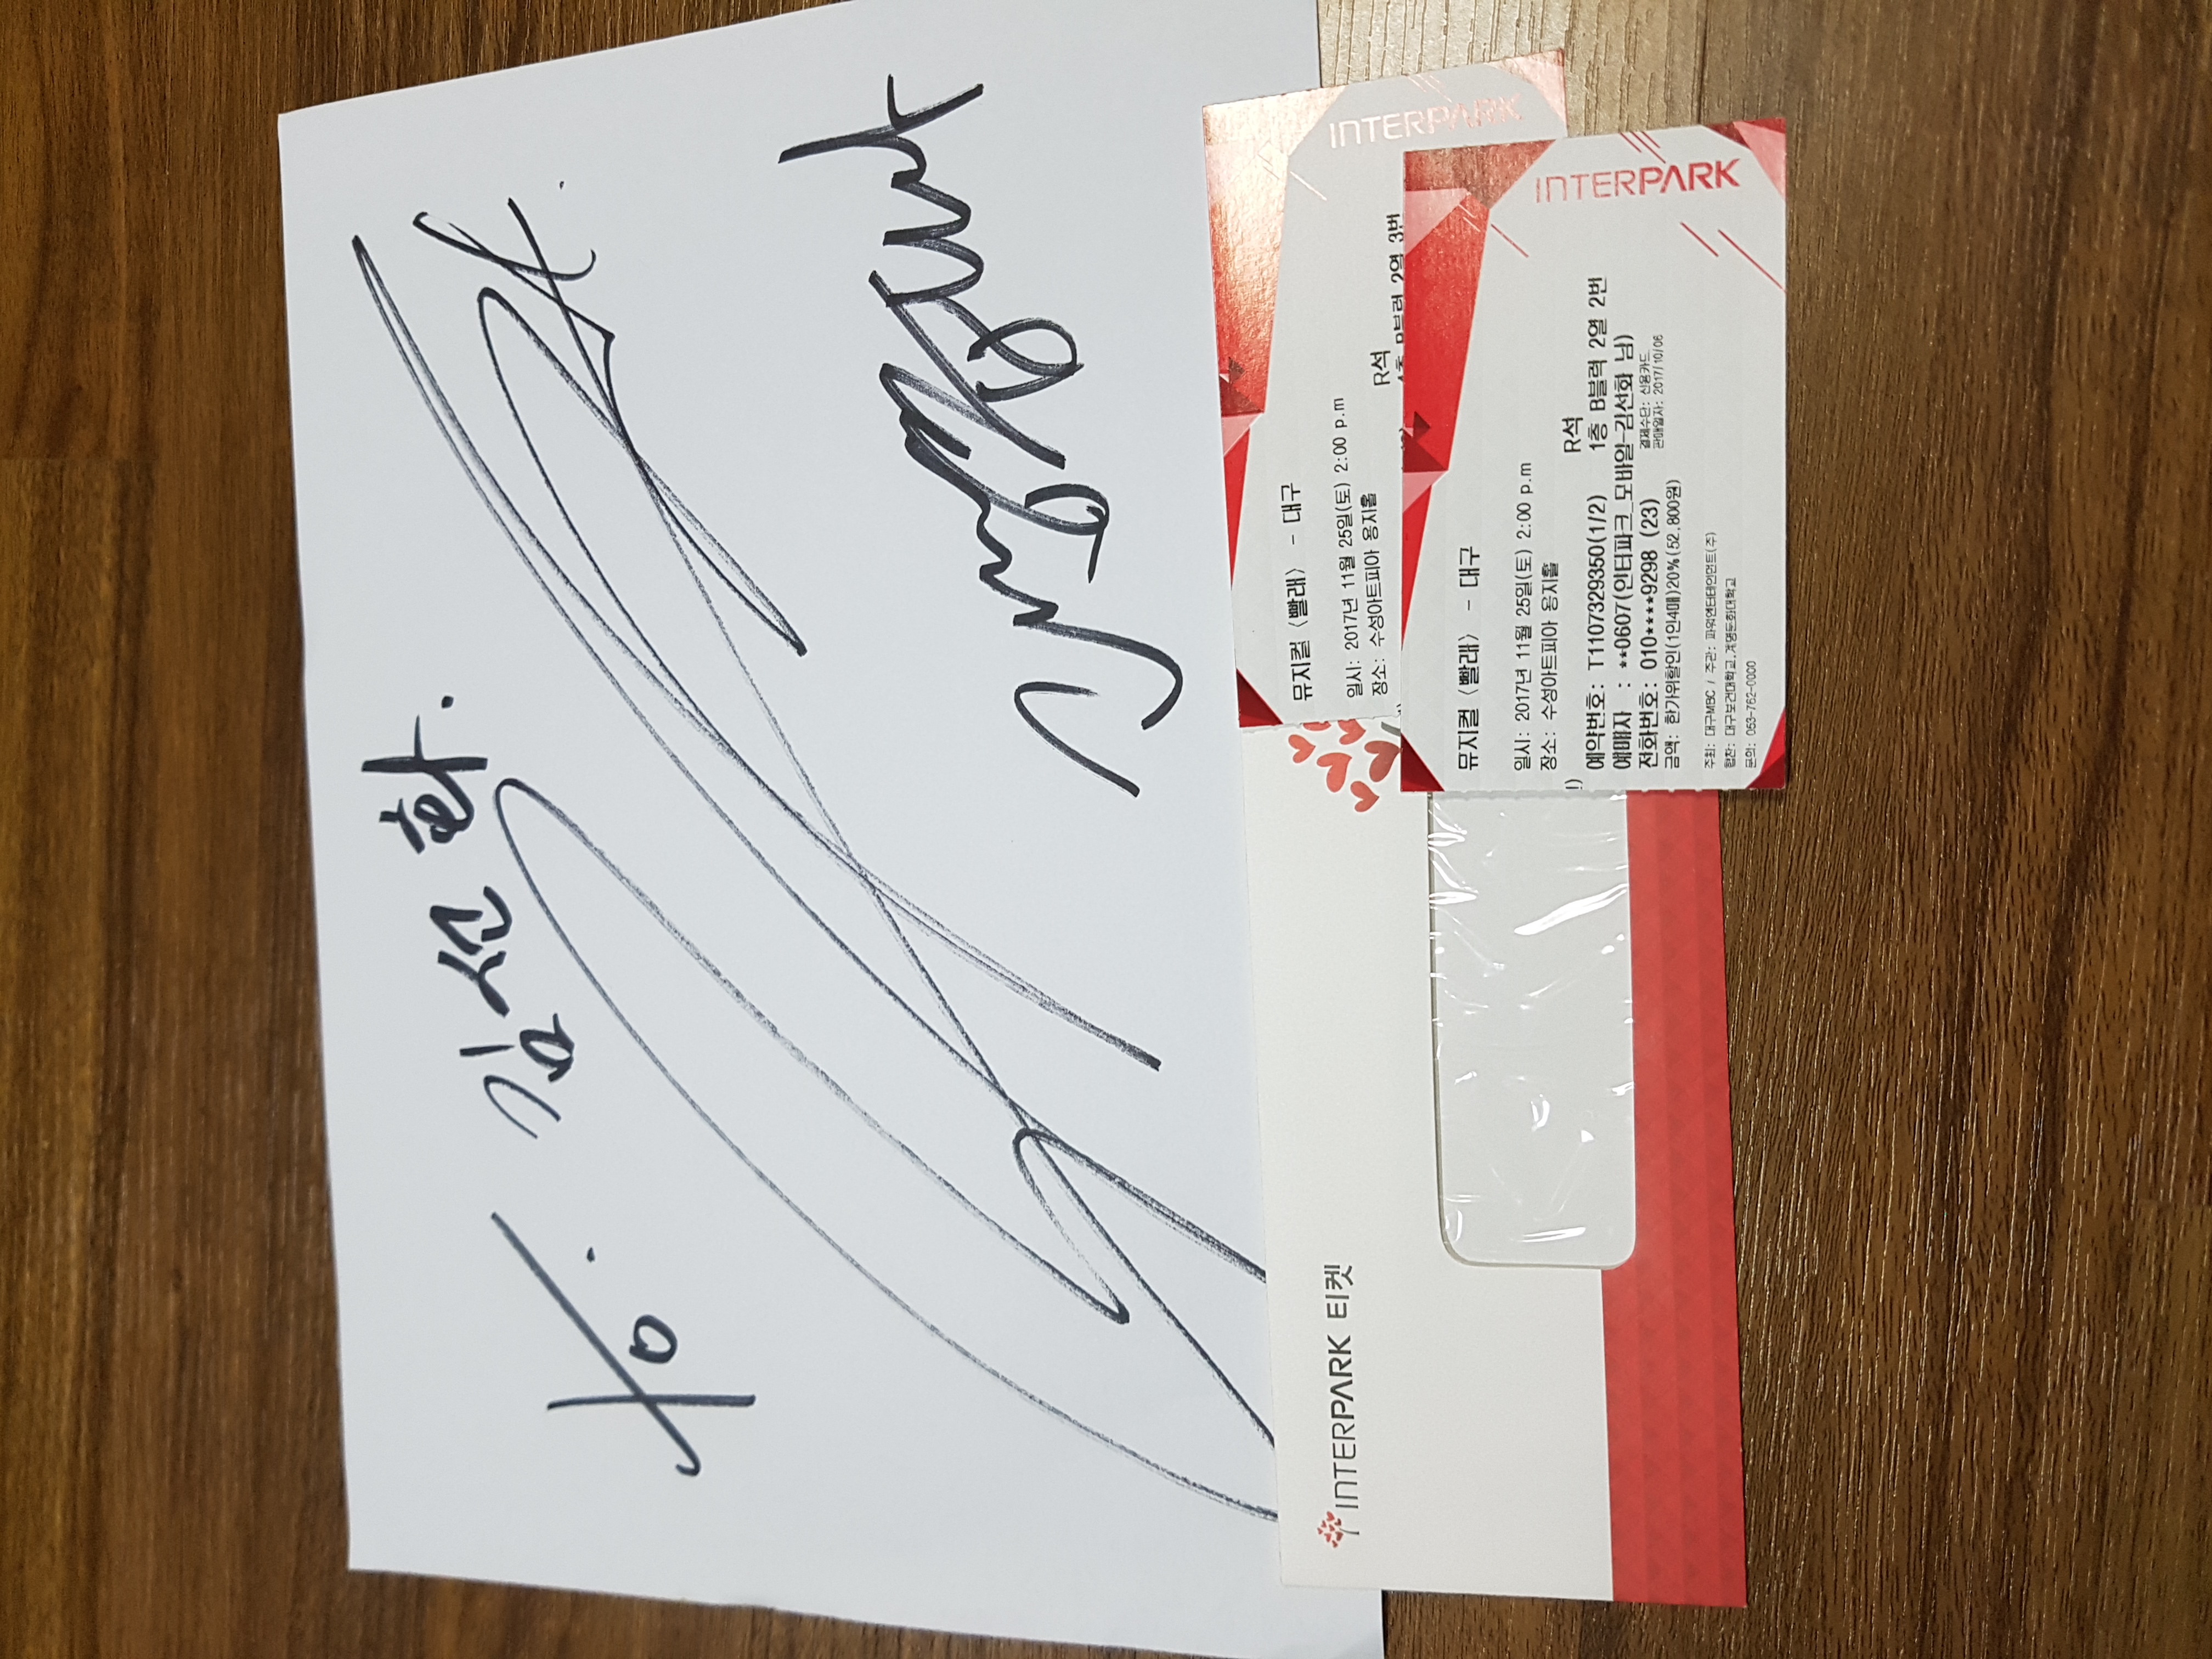 to. 김선화.
INTERPARK 티켓
뮤지컬 〈빨래〉 - 대구
일시: 2017년 11월 25일(토) 2:00 p.m
장소: 수성아트피아 용지홀
R석
1층 B블럭 2열 3번
INTERPARK
뮤지컬 〈빨래〉 - 대구
일시: 2017년 11월 25일(토) 2:00 p.m
장소: 수성아트피아 용지홀
R석
예약번호: T1107329350(1/2) 1층 B블럭 2열 2번
예매자 : **0607(인터파크_모바일-김선화 님)
전화번호: 010****9298 (23)
결제수단: 신용카드
판매일자: 2017/10/06
금액: 한가위할인(1인4매)20%(52,800원)
주최: 대구MBC / 주관: 파워엔터테인먼트(주)
협찬: 대구보건대학교,계명문화대학교
문의: 053-762-0000
INTERPARK